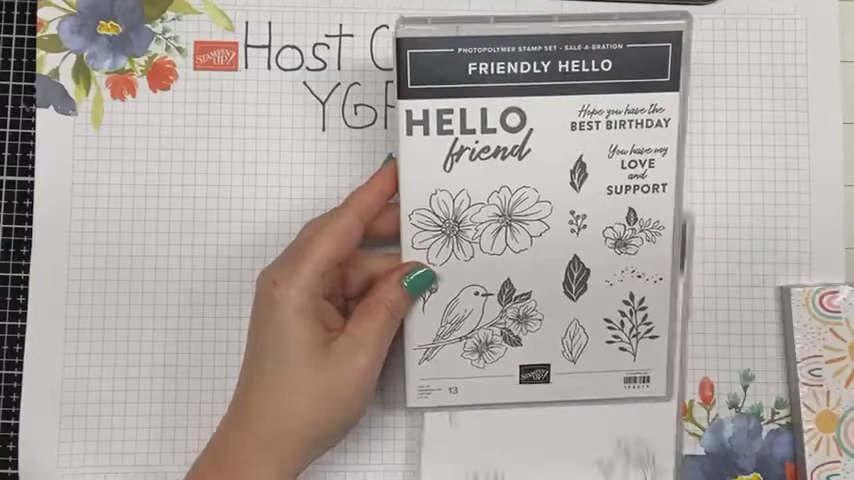 Host C
YGP
STAMPIN' UP!
PHOTOPOLYMER STAMP SET · SALE-A-BRATION
FRIENDLY HELLO
HELLO
friend
Hope you have the
BEST BIRTHDAY
You have my
LOVE
and
SUPPORT
STAMPIN' UP!
13